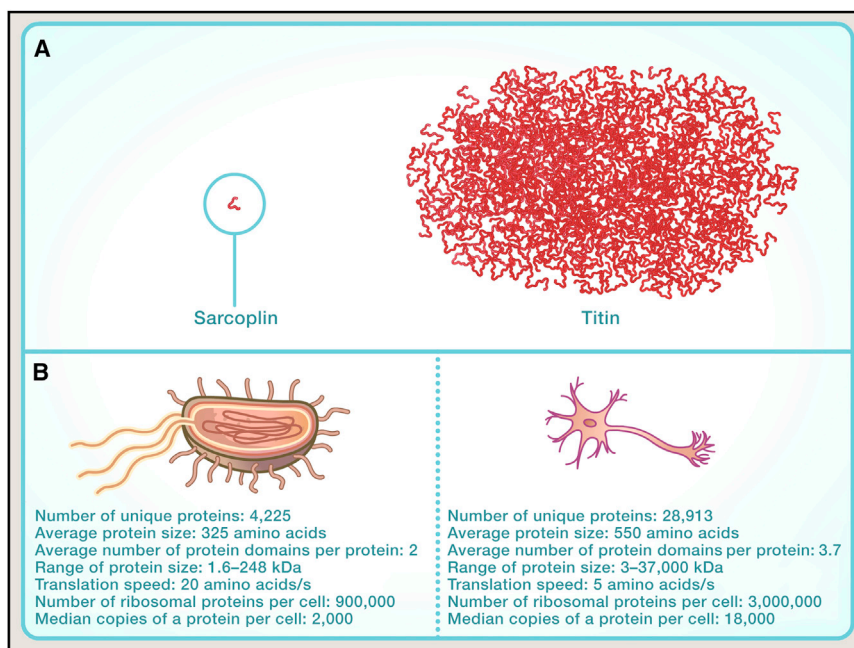 A
Sarcoplin
Titin
B
Number of unique proteins: 4,225
Average protein size: 325 amino acids
Average number of protein domains per protein: 2
Range of protein size: 1.6–248 kDa
Translation speed: 20 amino acids/s
Number of ribosomal proteins per cell: 900,000
Median copies of a protein per cell: 2,000
Number of unique proteins: 28,913
Average protein size: 550 amino acids
Average number of protein domains per protein: 3.7
Range of protein size: 3–37,000 kDa
Translation speed: 5 amino acids/s
Number of ribosomal proteins per cell: 3,000,000
Median copies of a protein per cell: 18,000